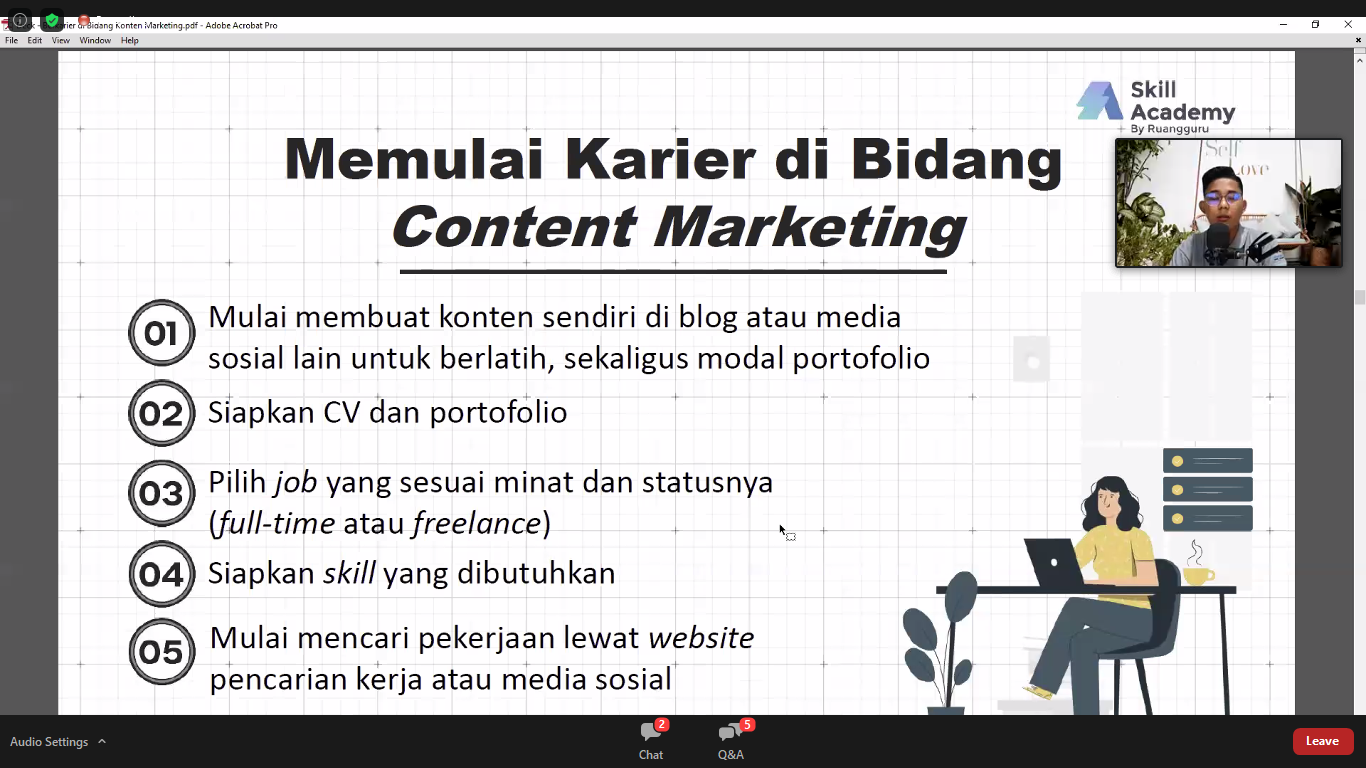 arier di Bidang Konten Marketing.pdf - Adobe Acrobat Pro
File Edit View Window Help
Skill
Academy
By Ruangguru
Self
Love
Memulai Karier di Bidang
Content Marketing
01 Mulai membuat konten sendiri di blog atau media
sosial lain untuk berlatih, sekaligus modal portofolio
02 Siapkan CV dan portofolio
03 Pilih job yang sesuai minat dan statusnya
(full-time atau freelance)
04 Siapkan skill yang dibutuhkan
05 Mulai mencari pekerjaan lewat website
pencarian kerja atau media sosial
Audio Settings
2
Chat
5
Q&A
Leave